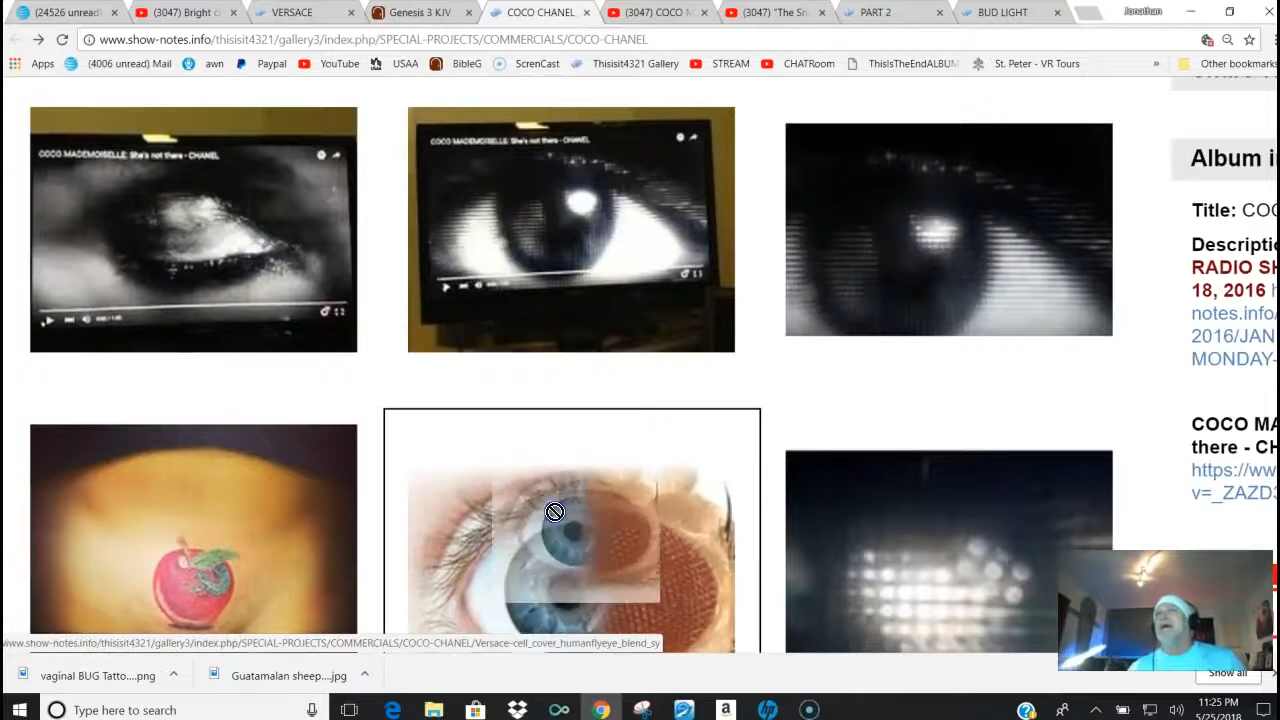 (24526 unread
(3047) Bright c
VERSACE
Genesis 3 KJV
COCO CHANEL
(3047) COCO M
(3047) "The Sn
PART 2
BUD LIGHT
Jonathan
www.show-notes.info/thisisit4321/gallery3/index.php/SPECIAL-PROJECTS/COMMERCIALS/COCO-CHANEL
Apps
(4006 unread) Mail
awn
Paypal
YouTube
USAA
BibleG
ScrenCast
Thisisit4321 Gallery
STREAM
CHATRoom
ThisIsTheEndALBUM
St. Peter - VR Tours
»
Other bookmarks
COCO MADEMOISELLE: She's not there - CHANEL
COCO MADEMOISELLE: She's not there - CHANEL
Album i
Title: COC
Descriptio
RADIO SH
18, 2016 h
notes.info/
2016/JAN
MONDAY-
COCO MA
there - CH
https://ww
v=_ZAZD3
www.show-notes.info/thisisit4321/gallery3/index.php/SPECIAL-PROJECTS/COMMERCIALS/COCO-CHANEL/Versace-cell_cover_humanflyeye_blend_sy
vaginal BUG Tatto....png
Guatamalan sheep....jpg
Show all
Type here to search
11:25 PM
5/25/2018